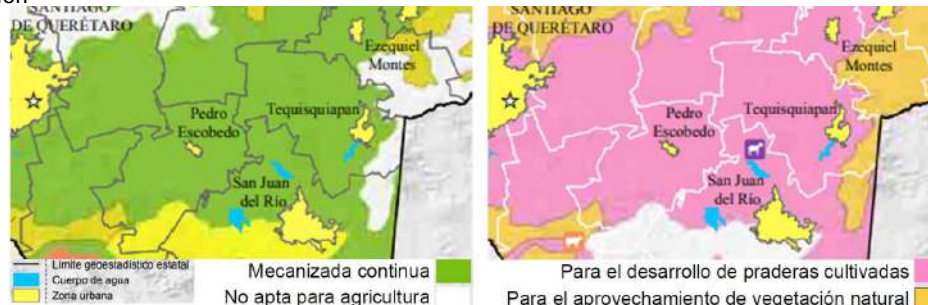 SANTIAGO
DE QUERÉTARO
Ezequiel
Montes
Pedro
Escobedo
Tequisquiapan
San Juan
del Río
Límite geoestadístico estatal
Cuerpo de agua
Zona urbana
Mecanizada continua
No apta para agricultura
SANTIAGO
DE QUERÉTARO
Ezequiel
Montes
Pedro
Escobedo
Tequisquiapan
San Juan
del Río
Para el desarrollo de praderas cultivadas
Para el aprovechamiento de vegetación natural